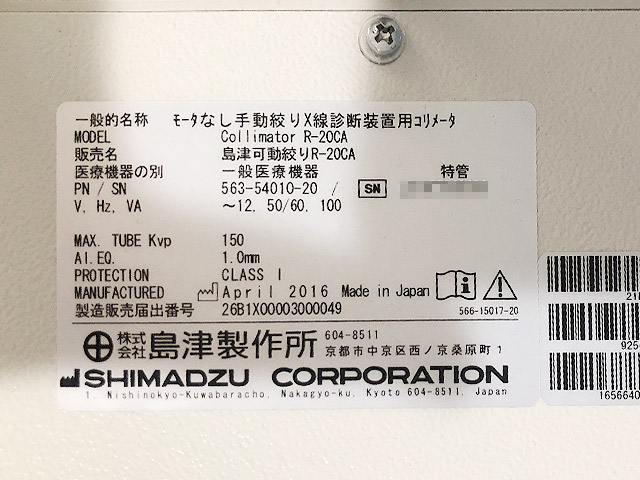 一般的名称 ﾓｰﾀなし手動絞りX線診断装置用ｺﾘﾒｰﾀ
MODEL Collimator R-20CA
販売名 島津可動絞りR-20CA
医療機器の別 一般医療機器 特管
PN / SN 563-54010-20 / SN
V, Hz, VA ～12, 50/60, 100
MAX. TUBE Kvp 150
Al.EQ. 1.0mm
PROTECTION CLASS I
MANUFACTURED April 2016 Made in Japan
製造販売届出番号 26B1X00003000049
566-15017-20
株式会社 島津製作所 604-8511
京都市中京区西ノ京桑原町1
SHIMADZU CORPORATION
1, Nishinokyo-Kuwabaracho, Nakagyo-ku, Kyoto 604-8511, Japan
21
925
1656640